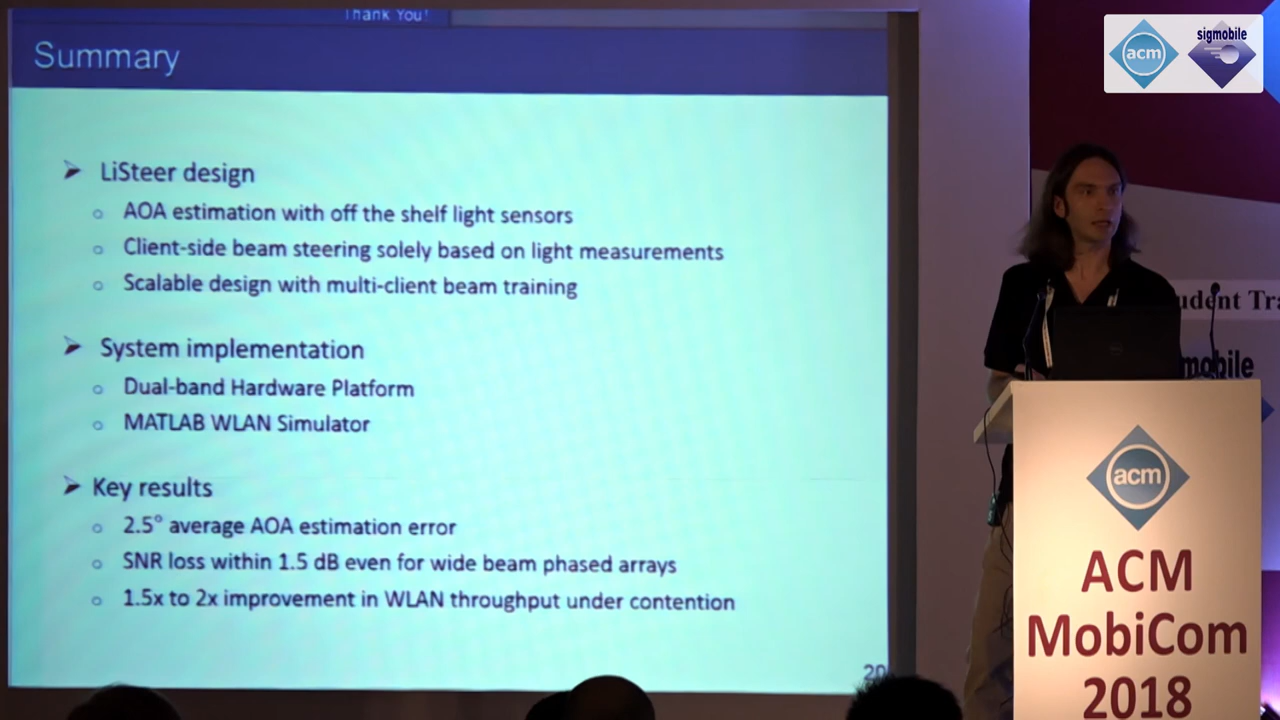 Thank You!
Summary
LiSteer design
AOA estimation with off the shelf light sensors
Client-side beam steering solely based on light measurements
Scalable design with multi-client beam training
System implementation
Dual-band Hardware Platform
MATLAB WLAN Simulator
Key results
2.5° average AOA estimation error
SNR loss within 1.5 dB even for wide beam phased arrays
1.5x to 2x improvement in WLAN throughput under contention
20
acm
sigmobile
udent Tra
mobile
acm
ACM
MobiCom
2018